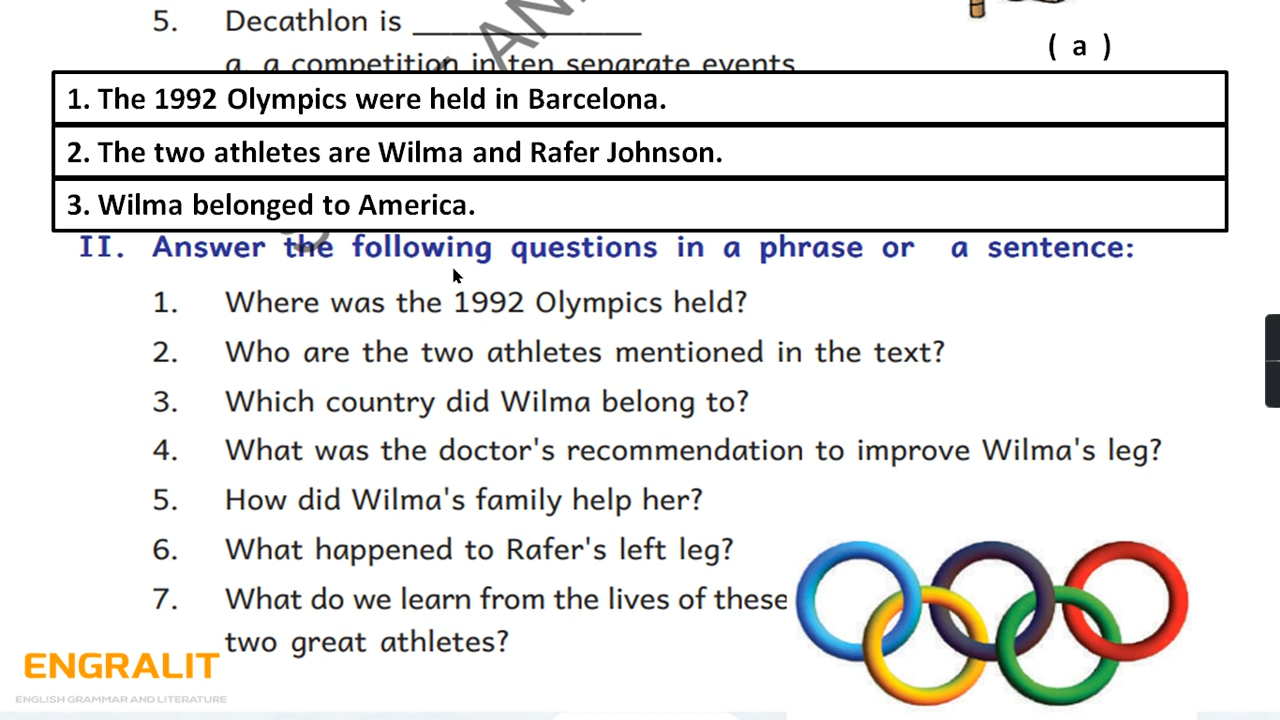 5. Decathlon is ______________
( a )
a. a competition in ten separate events
1. The 1992 Olympics were held in Barcelona.
2. The two athletes are Wilma and Rafer Johnson.
3. Wilma belonged to America.
II. Answer the following questions in a phrase or a sentence:
1. Where was the 1992 Olympics held?
2. Who are the two athletes mentioned in the text?
3. Which country did Wilma belong to?
4. What was the doctor's recommendation to improve Wilma's leg?
5. How did Wilma's family help her?
6. What happened to Rafer's left leg?
7. What do we learn from the lives of these
two great athletes?
ENGRALIT
ENGLISH GRAMMAR AND LITERATURE